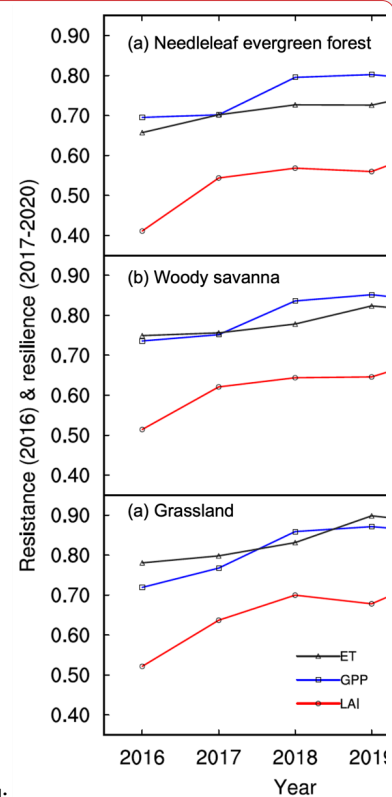 Resistance (2016) & resilience (2017-2020)
(a) Needleleaf evergreen forest
0.90
0.80
0.70
0.60
0.50
0.40
(b) Woody savanna
0.90
0.80
0.70
0.60
0.50
0.40
(a) Grassland
0.90
0.80
0.70
0.60
0.50
0.40
ET
GPP
LAI
2016 2017 2018 2019
Year